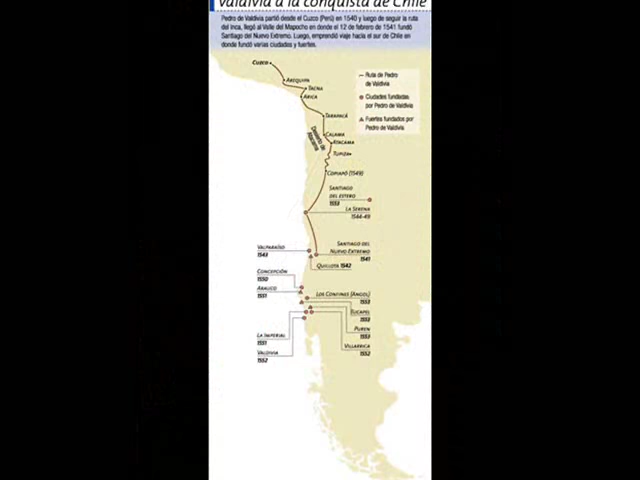 Valdivia a la conquista de Chile
Pedro de Valdivia partió desde el Cuzco (Perú) en 1540 y luego de seguir la ruta
del Inca, llegó al Valle del Mapocho en donde el 12 de febrero de 1541 fundó
Santiago del Nuevo Extremo. Luego, emprendió viaje hacia el sur de Chile en
donde fundó varias ciudades y fuertes.
Cuzco
Arequipa
Tacna
Arica
Ruta de Pedro
de Valdivia
Ciudades fundadas
por Pedro de Valdivia
Fuertes fundados por
Pedro de Valdivia
Tarapacá
Calama
Atacama
Desierto de
Atacama
Tupiza
Copiapó (1549)
Santiago
del Estero
1553
La Serena
1544-49
Valparaíso
1543
Santiago del
Nuevo Extremo
1541
Quillota 1542
Concepción
1550
Arauco
1551
Los Confines (Angol)
1553
Tucapel
1553
Puren
1553
La Imperial
1551
Villarrica
1552
Valdivia
1552